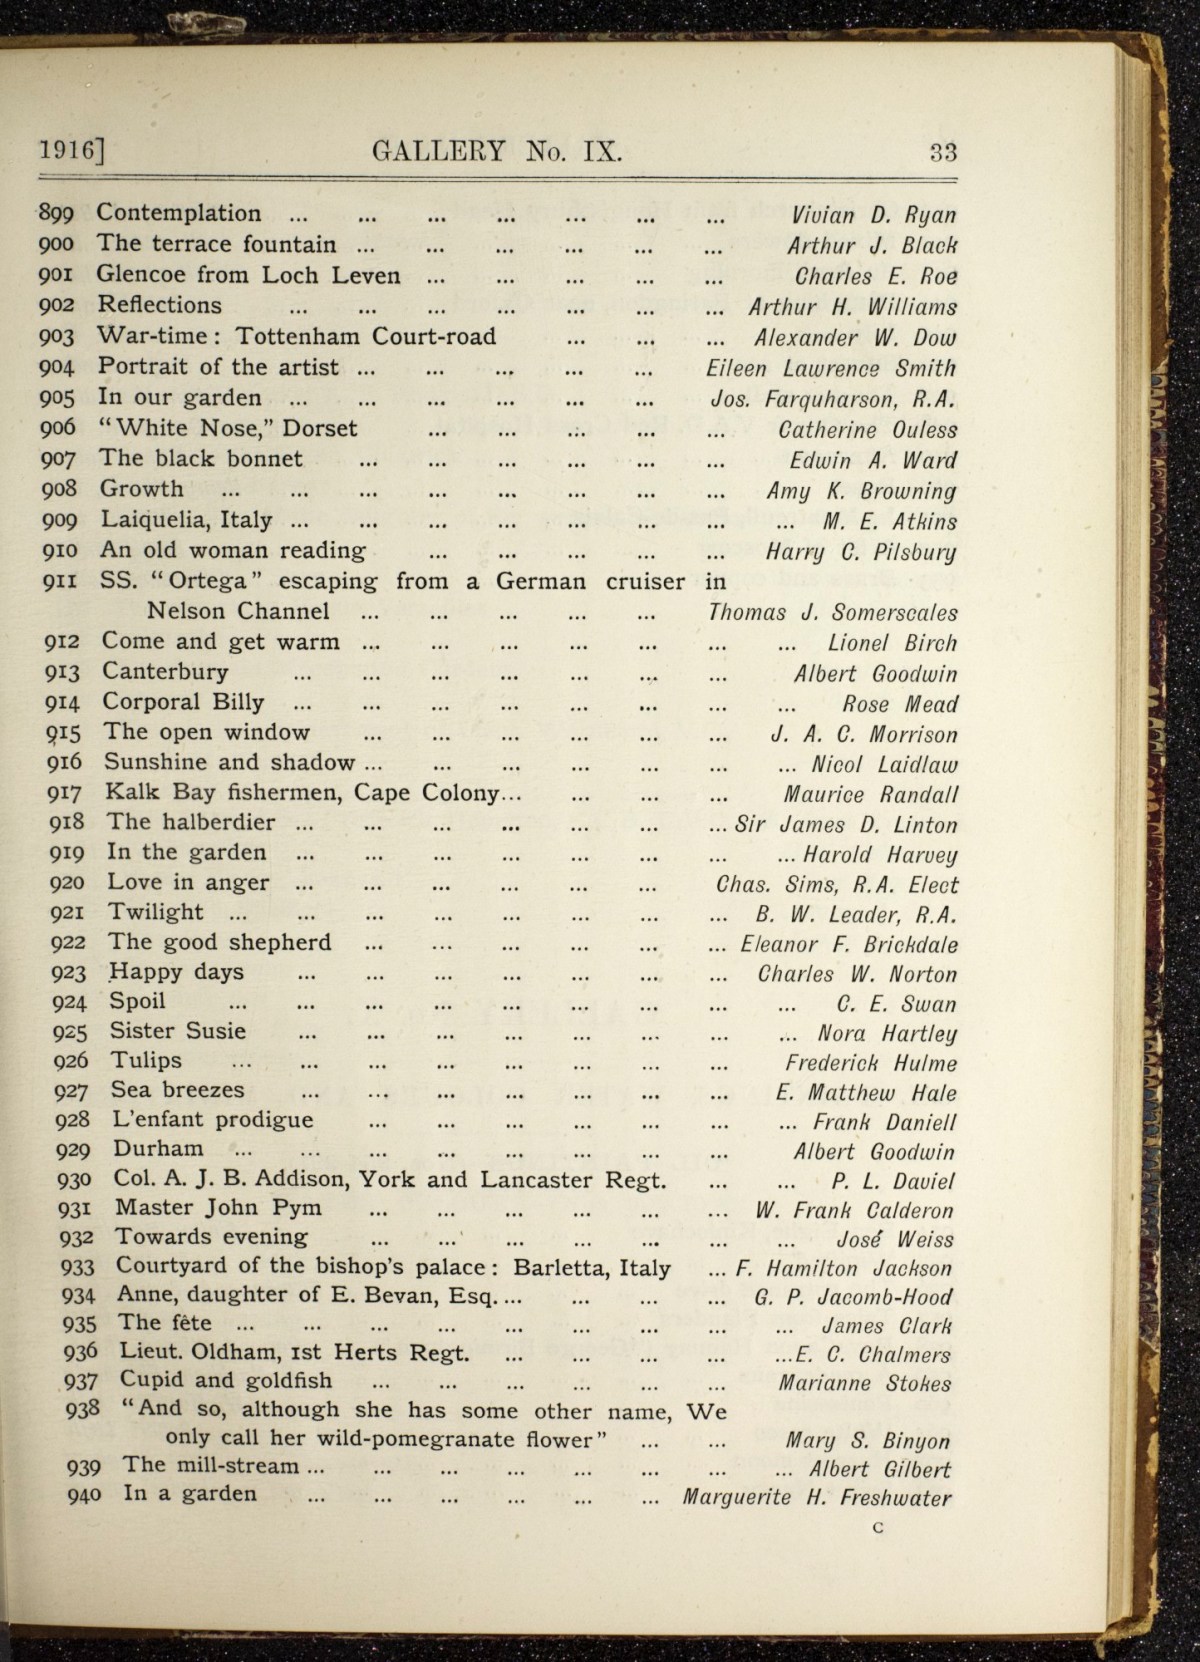 1916] GALLERY No. IX. 33
899 Contemplation ... ... ... ... ... ... ... Vivian D. Ryan
900 The terrace fountain ... ... ... ... ... ... Arthur J. Black
901 Glencoe from Loch Leven ... ... ... ... ... Charles E. Roe
902 Reflections ... ... ... ... ... ... ... Arthur H. Williams
903 War-time: Tottenham Court-road ... ... ... Alexander W. Dow
904 Portrait of the artist ... ... ... ... ... Eileen Lawrence Smith
905 In our garden ... ... ... ... ... ... Jos. Farquharson, R.A.
906 "White Nose," Dorset ... ... ... ... ... Catherine Ouless
907 The black bonnet ... ... ... ... ... ... Edwin A. Ward
908 Growth ... ... ... ... ... ... ... ... Amy K. Browning
909 Laiquelia, Italy ... ... ... ... ... ... ... ... M. E. Atkins
910 An old woman reading ... ... ... ... ... Harry C. Pilsbury
911 SS. "Ortega" escaping from a German cruiser in
Nelson Channel ... ... ... ... ... Thomas J. Somerscales
912 Come and get warm ... ... ... ... ... ... ... Lionel Birch
913 Canterbury ... ... ... ... ... ... ... Albert Goodwin
914 Corporal Billy ... ... ... ... ... ... ... ... Rose Mead
915 The open window ... ... ... ... ... ... J. A. C. Morrison
916 Sunshine and shadow ... ... ... ... ... ... ... Nicol Laidlaw
917 Kalk Bay fishermen, Cape Colony... ... ... ... Maurice Randall
918 The halberdier ... ... ... ... ... ... ... Sir James D. Linton
919 In the garden ... ... ... ... ... ... ... ... Harold Harvey
920 Love in anger ... ... ... ... ... ... Chas. Sims, R.A. Elect
921 Twilight ... ... ... ... ... ... ... ... B. W. Leader, R.A.
922 The good shepherd ... ... ... ... ... ... Eleanor F. Brickdale
923 Happy days ... ... ... ... ... ... ... Charles W. Norton
924 Spoil ... ... ... ... ... ... ... ... ... C. E. Swan
925 Sister Susie ... ... ... ... ... ... ... ... Nora Hartley
926 Tulips ... ... ... ... ... ... ... ... Frederick Hulme
927 Sea breezes ... ... ... ... ... ... ... E. Matthew Hale
928 L'enfant prodigue ... ... ... ... ... ... ... Frank Daniell
929 Durham ... ... ... ... ... ... ... ... Albert Goodwin
930 Col. A. J. B. Addison, York and Lancaster Regt. ... ... P. L. Daviel
931 Master John Pym ... ... ... ... ... ... W. Frank Calderon
932 Towards evening ... ... ... ... ... ... ... José Weiss
933 Courtyard of the bishop's palace: Barletta, Italy ... F. Hamilton Jackson
934 Anne, daughter of E. Bevan, Esq. ... ... ... ... G. P. Jacomb-Hood
935 The fête ... ... ... ... ... ... ... ... ... James Clark
936 Lieut. Oldham, 1st Herts Regt. ... ... ... ... ...E. C. Chalmers
937 Cupid and goldfish ... ... ... ... ... ... Marianne Stokes
938 "And so, although she has some other name, We
only call her wild-pomegranate flower" ... ... Mary S. Binyon
939 The mill-stream ... ... ... ... ... ... ... ... Albert Gilbert
940 In a garden ... ... ... ... ... ... Marguerite H. Freshwater
C